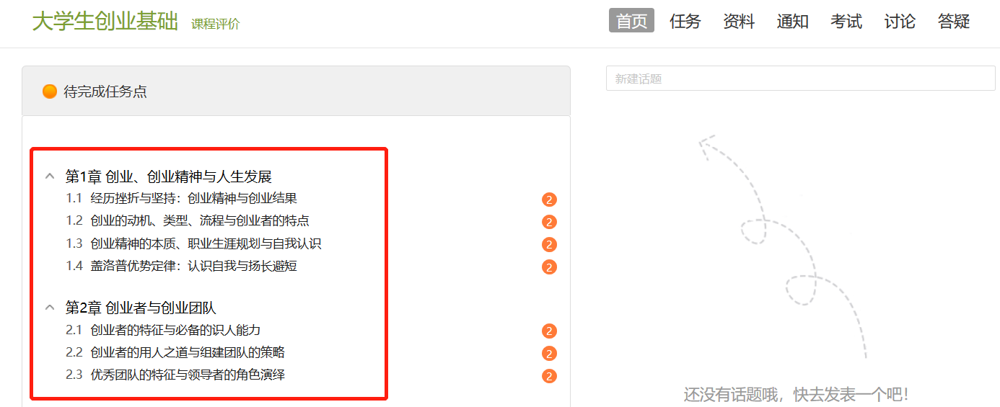 大学生创业基础 课程评价
首页 任务 资料 通知 考试 讨论 答疑
待完成任务点
新建话题
第1章 创业、创业精神与人生发展
1.1 经历挫折与坚持：创业精神与创业结果 2
1.2 创业的动机、类型、流程与创业者的特点 2
1.3 创业精神的本质、职业生涯规划与自我认识 2
1.4 盖洛普优势定律：认识自我与扬长避短 2
第2章 创业者与创业团队
2.1 创业者的特征与必备的识人能力 2
2.2 创业者的用人之道与组建团队的策略 2
2.3 优秀团队的特征与领导者的角色演绎 2
还没有话题哦，快去发表一个吧！